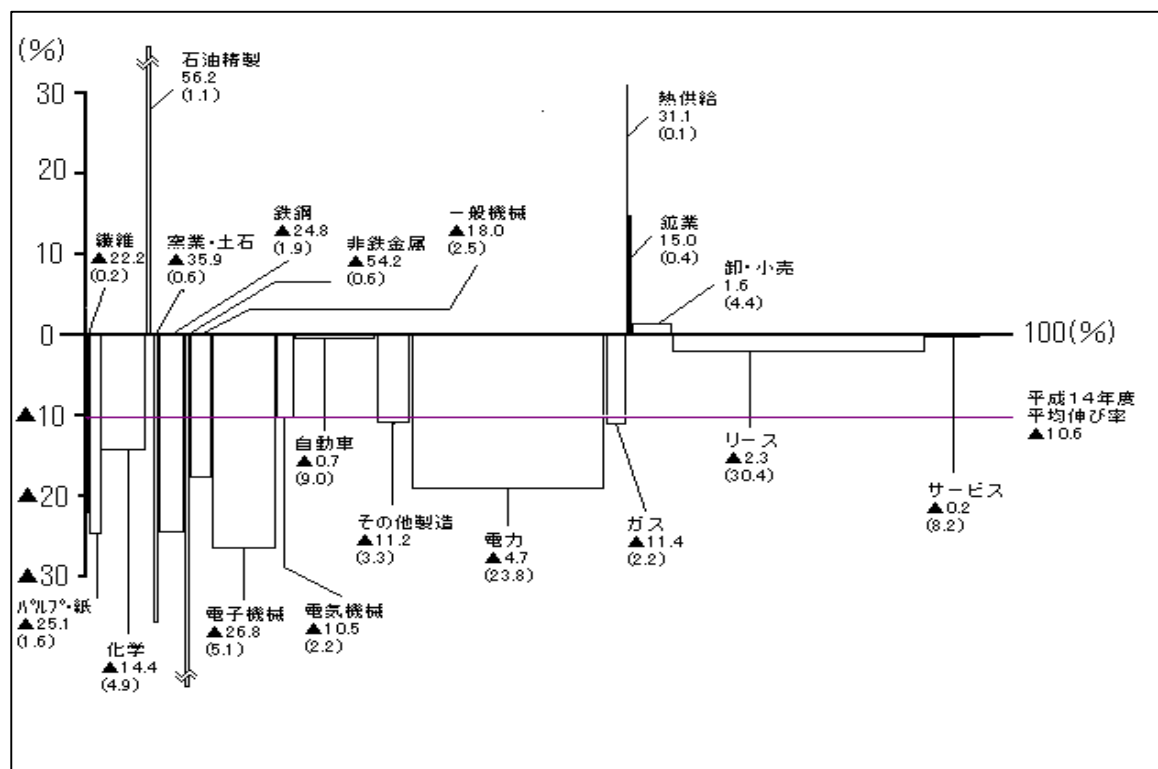 (%)
30
20
10
0
▲10
▲20
▲30
石油精製
56.2
(1.1)
熱供給
31.1
(0.1)
鉱業
15.0
(0.4)
卸・小売
1.6
(4.4)
繊維
▲22.2
(0.2)
窯業・土石
▲35.9
(0.6)
鉄鋼
▲24.8
(1.9)
非鉄金属
▲54.2
(0.6)
一般機械
▲18.0
(2.5)
100(%)
平成14年度
平均伸び率
▲10.6
パルプ・紙
▲25.1
(1.6)
化学
▲14.4
(4.9)
電子機械
▲26.8
(5.1)
電気機械
▲10.5
(2.2)
自動車
▲0.7
(9.0)
その他製造
▲11.2
(3.3)
電力
▲4.7
(23.8)
ガス
▲11.4
(2.2)
リース
▲2.3
(30.4)
サービス
▲0.2
(8.2)